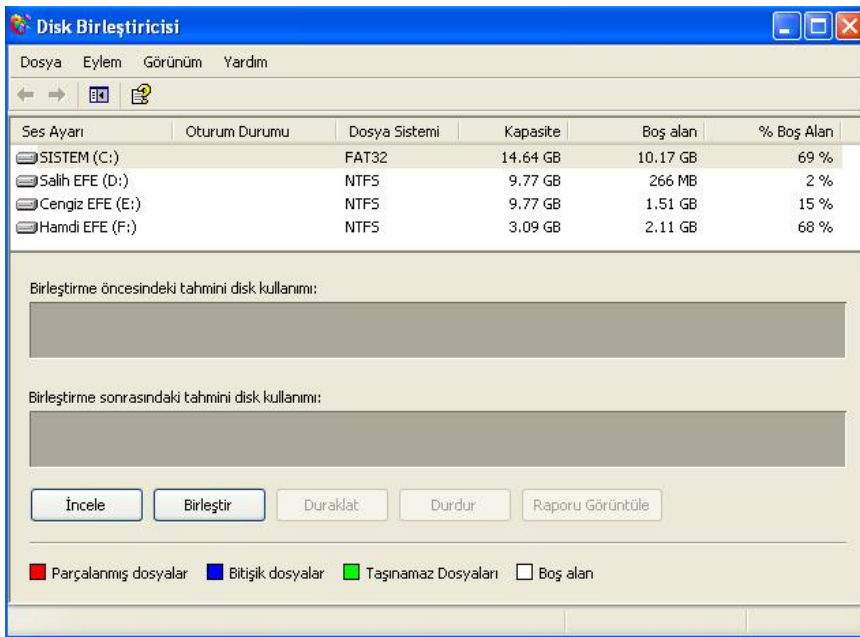 Disk Birleştiricisi
Dosya Eylem Görünüm Yardım
Ses Ayarı Oturum Durumu Dosya Sistemi Kapasite Boş alan % Boş Alan
SISTEM (C:) FAT32 14.64 GB 10.17 GB 69 %
Salih EFE (D:) NTFS 9.77 GB 266 MB 2 %
Cengiz EFE (E:) NTFS 9.77 GB 1.51 GB 15 %
Hamdi EFE (F:) NTFS 3.09 GB 2.11 GB 68 %
Birleştirme öncesindeki tahmini disk kullanımı:
Birleştirme sonrasındaki tahmini disk kullanımı:
İncele Birleştir Duraklat Durdur Raporu Görüntüle
Parçalanmış dosyalar Bitişik dosyalar Taşınamaz Dosyaları Boş alan